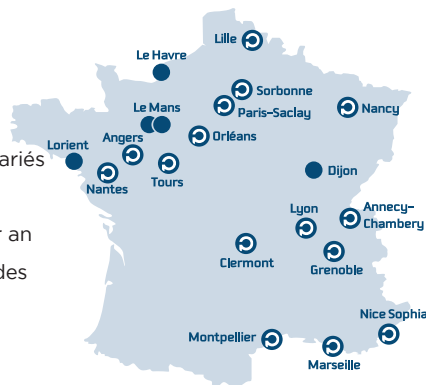 Lille
Le Havre
Sorbonne
Paris-Saclay
Nancy
Le Mans
Orléans
Angers
Lorient
ariés
Nantes
Tours
Dijon
Annecy-
Chambery
Lyon
r an
Clermont
Grenoble
des
Nice Sophia
Montpellier
Marseille